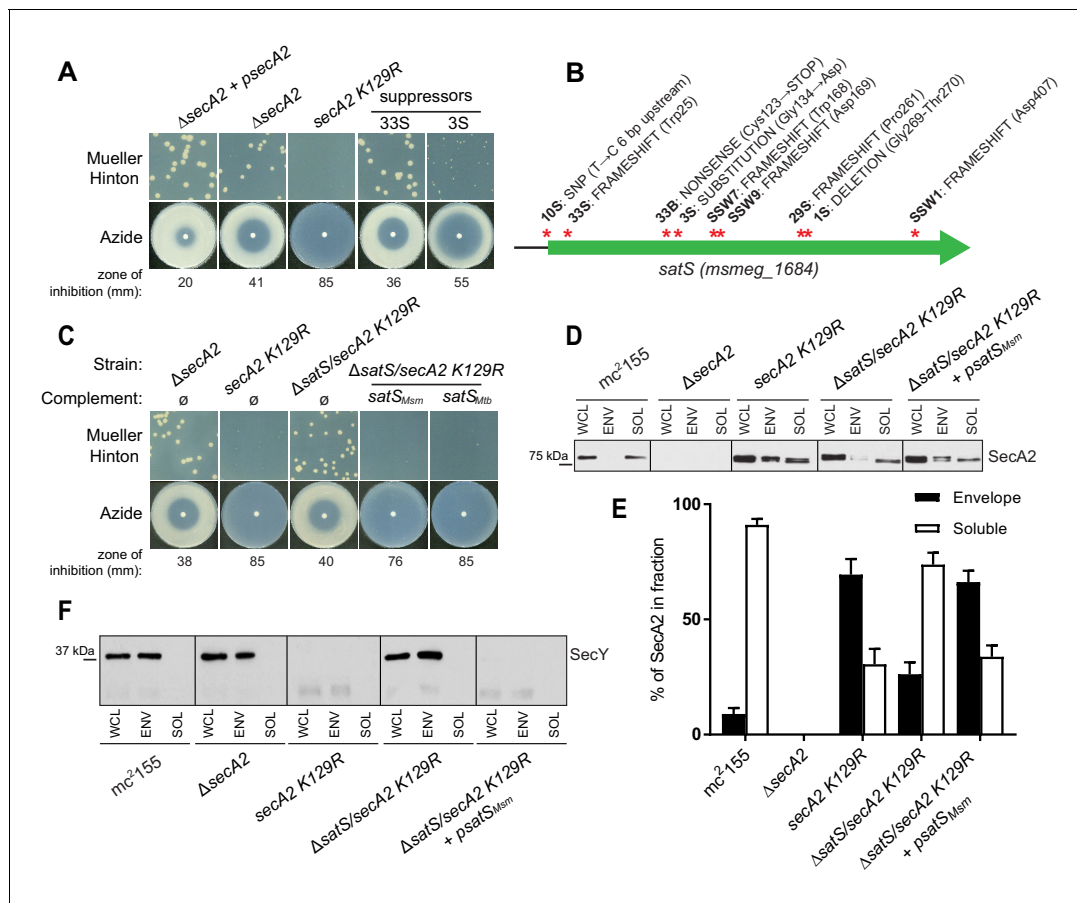 A
ΔsecA2 + psecA2
ΔsecA2
secA2 K129R
suppressors
33S 3S
Mueller
Hinton
Azide
zone of
inhibition (mm):
20 41 85 36 55
B
10S: SNP (T→C 6 bp upstream)
33S: FRAMESHIFT (Trp25)
33B: NONSENSE (Cys123→STOP)
3S: SUBSTITUTION (Gly134→Asp)
SSW7: FRAMESHIFT (Trp168)
SSW9: FRAMESHIFT (Asp169)
29S: FRAMESHIFT (Pro261)
1S: DELETION (Gly269-Thr270)
SSW1: FRAMESHIFT (Asp407)
* * * * * * * * *
satS (msmeg_1684)
C
Strain:
ΔsecA2
secA2 K129R
ΔsatS/secA2 K129R
ΔsatS/secA2 K129R
Complement:
ø ø ø satSMsm satSMtb
Mueller
Hinton
Azide
zone of
inhibition (mm):
38 85 40 76 85
D
mc²155
ΔsecA2
secA2 K129R
ΔsatS/secA2 K129R
ΔsatS/secA2 K129R
+ psatSMsm
WCL ENV SOL WCL ENV SOL WCL ENV SOL WCL ENV SOL WCL ENV SOL
75 kDa
SecA2
E
Envelope
Soluble
% of SecA2 in fraction
100
50
0
mc²155
ΔsecA2
secA2 K129R
ΔsatS/secA2 K129R
ΔsatS/secA2 K129R
+ psatSMsm
F
37 kDa
SecY
WCL ENV SOL WCL ENV SOL WCL ENV SOL WCL ENV SOL WCL ENV SOL
mc²155
ΔsecA2
secA2 K129R
ΔsatS/secA2 K129R
ΔsatS/secA2 K129R
+ psatSMsm